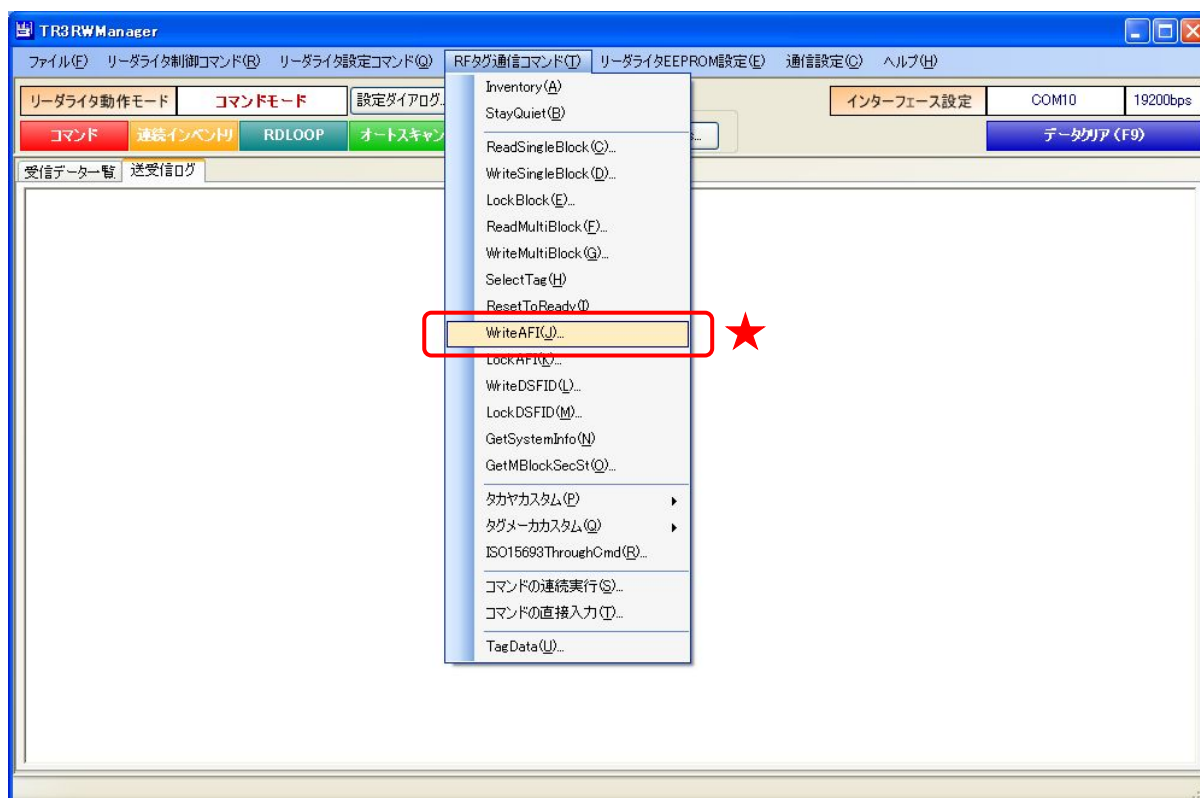 TR3RWManager
ファイル(F) リーダライタ制御コマンド(R) リーダライタ設定コマンド(Q) RFタグ通信コマンド(T) リーダライタEEPROM設定(E) 通信設定(C) ヘルプ(H)
リーダライタ動作モード コマンドモード 設定ダイアログ インターフェース設定 COM10 19200bps
コマンド 連続インベントリ RDLOOP オートスキャン データクリア(F9)
受信データ一覧 送受信ログ
Inventory(A)
StayQuiet(B)
ReadSingleBlock(C)...
WriteSingleBlock(D)...
LockBlock(E)...
ReadMultiBlock(F)...
WriteMultiBlock(G)...
SelectTag(H)
ResetToReady(I)
WriteAFI(J)...
LockAFI(K)...
WriteDSFID(L)...
LockDSFID(M)...
GetSystemInfo(N)
GetMBlockSecSt(O)...
タカヤカスタム(P)
タグメーカカスタム(Q)
ISO15693ThroughCmd(R)...
コマンドの連続実行(S)...
コマンドの直接入力(T)...
TagData(U)...